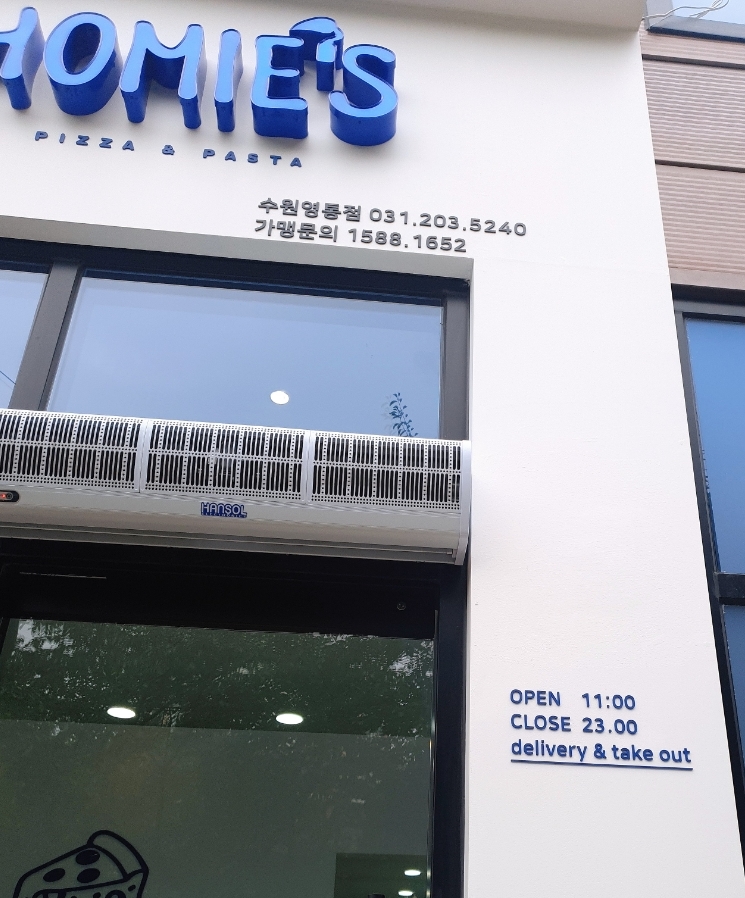 HOMIE'S
PIZZA & PASTA
수원영통점 031.203.5240
가맹문의 1588.1652
HANSOL
OPEN 11:00
CLOSE 23.00
delivery & take out